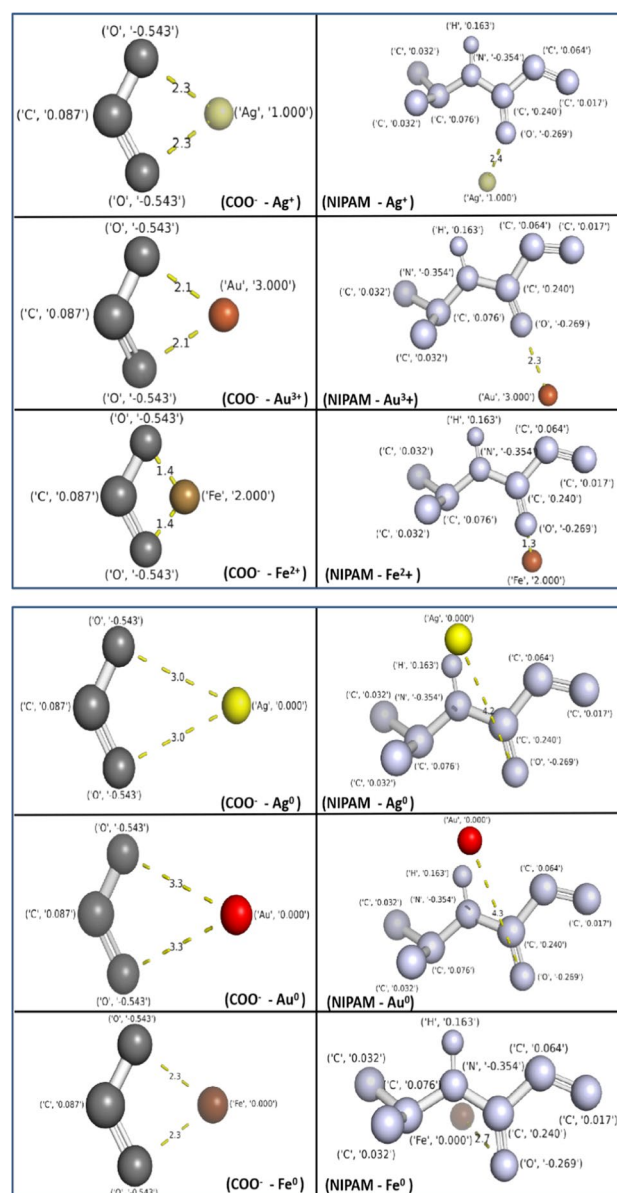 ('O', '-0.543')
('C', '0.087')
2.3
('Ag', '1.000')
2.3
('O', '-0.543')
(COO⁻ - Ag⁺)
('H', '0.163')
('C', '0.032')
('N', '-0.354')
('C', '0.064')
('C', '0.017')
('C', '0.032')
('C', '0.076')
('C', '0.240')
('O', '-0.269')
2.4
('Ag', '1.000')
(NIPAM - Ag⁺)
('O', '-0.543')
2.1
('Au', '3.000')
('C', '0.087')
2.1
('O', '-0.543')
(COO⁻ - Au³⁺)
('C', '0.064')
('C', '0.017')
('H', '0.163')
('N', '-0.354')
('C', '0.032')
('C', '0.240')
('C', '0.076')
('O', '-0.269')
('C', '0.032')
2.3
('Au', '3.000')
(NIPAM - Au³+)
('O', '-0.543')
1.4
('C', '0.087')
('Fe', '2.000')
1.4
('O', '-0.543')
(COO⁻ - Fe²⁺)
('H', '0.163')
('C', '0.064')
('C', '0.032')
('N', '-0.354')
('C', '0.017')
('C', '0.240')
('C', '0.076')
('C', '0.032')
('O', '-0.269')
1.3
('Fe', '2.000')
(NIPAM - Fe²+)
('O', '-0.543')
3.0
('C', '0.087')
('Ag', '0.000')
3.0
('O', '-0.543')
(COO⁻ - Ag⁰)
('Ag', '0.000')
('H', '0.163')
('C', '0.064')
('C', '0.032')
('N', '-0.354')
4.2
('C', '0.017')
('C', '0.240')
('C', '0.076')
('O', '-0.269')
('C', '0.032')
(NIPAM - Ag⁰)
('O', '-0.543')
3.3
('C', '0.087')
('Au', '0.000')
3.3
('O', '-0.543')
(COO⁻ - Au⁰)
('Au', '0.000')
('H', '0.163')
('C', '0.064')
('C', '0.032')
('N', '-0.354')
4.3
('C', '0.017')
('C', '0.240')
('C', '0.076')
('O', '-0.269')
('C', '0.032')
(NIPAM - Au⁰)
('O', '-0.543')
2.3
('C', '0.087')
('Fe', '0.000')
2.3
('O', '-0.543')
(COO⁻ - Fe⁰)
('H', '0.163')
('C', '0.064')
('C', '0.032')
('N', '-0.354')
('C', '0.076')
('C', '0.017')
('C', '0.240')
('Fe', '0.000')
2.7
('C', '0.032')
('O', '-0.269')
(NIPAM - Fe⁰)